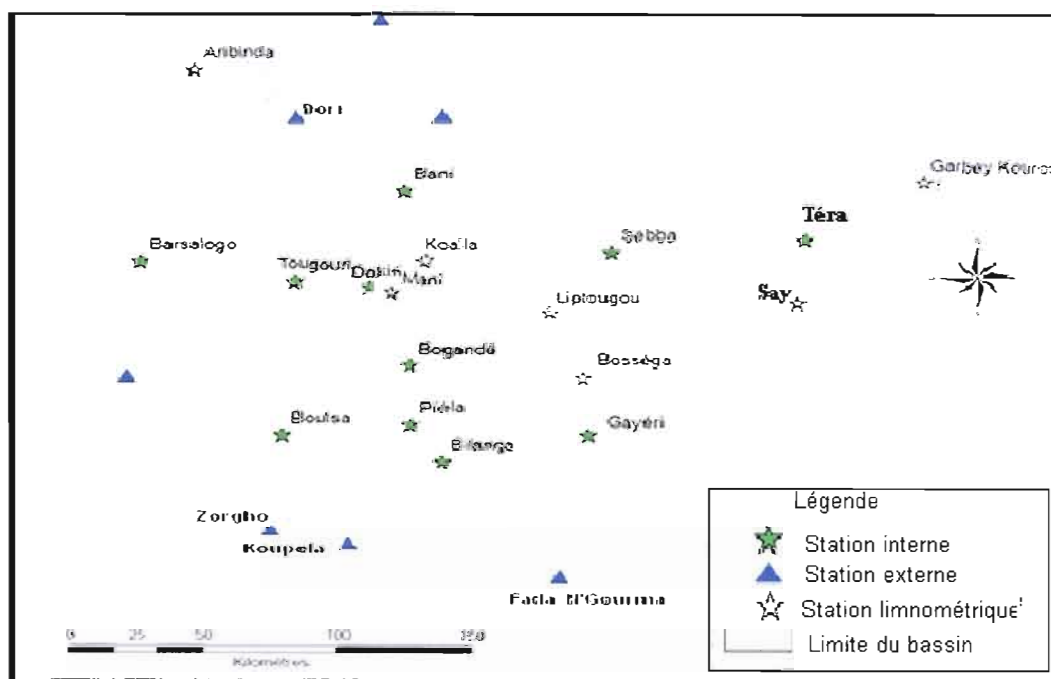 Aribinda
Dori
Bani
Garbey Kourou
Téra
Barsalogo
Koalla
Sebba
Tougouri
Dakiri
Mani
Say
Liptougou
Bogandé
Bosséga
Boulsa
Piéla
Gayéri
Bilanga
Zorgho
Koupela
Fada N'Gourma
Légende
Station interne
Station externe
Station limnométrique
Limite du bassin
0 25 50 100 150
Kilomètres